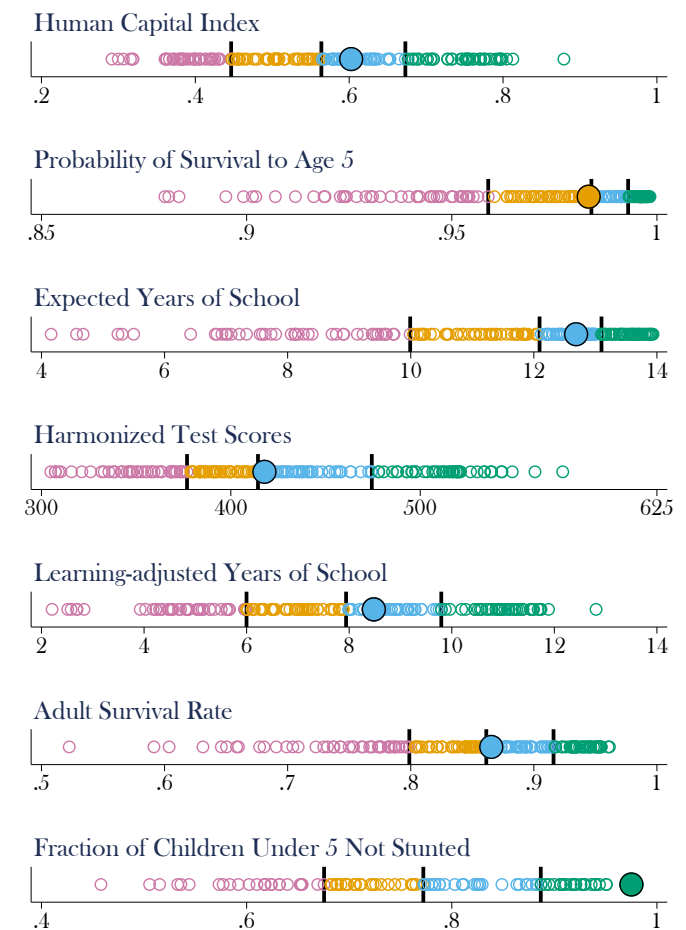 Human Capital Index
.2 .4 .6 .8 1
Probability of Survival to Age 5
.85 .9 .95 1
Expected Years of School
4 6 8 10 12 14
Harmonized Test Scores
300 400 500 625
Learning-adjusted Years of School
2 4 6 8 10 12 14
Adult Survival Rate
.5 .6 .7 .8 .9 1
Fraction of Children Under 5 Not Stunted
.4 .6 .8 1